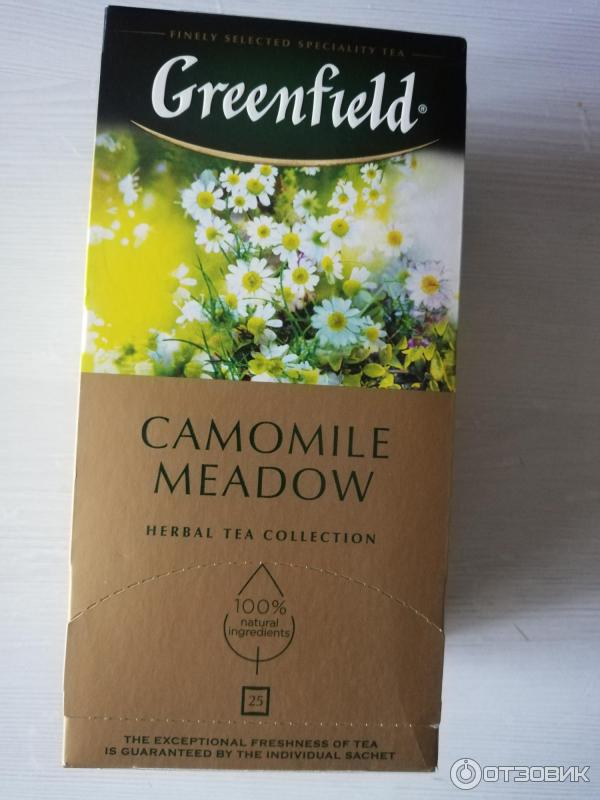 FINELY SELECTED SPECIALITY TEA
Greenfield®
CAMOMILE
MEADOW
HERBAL TEA COLLECTION
100%
natural
ingredients
25
THE EXCEPTIONAL FRESHNESS OF TEA
IS GUARANTEED BY THE INDIVIDUAL SACHET
ОТЗОВИК